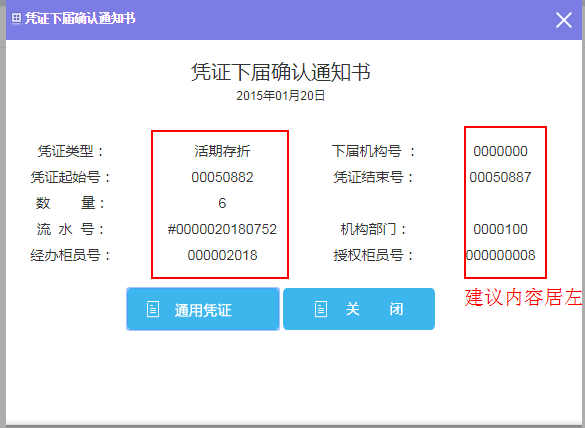 凭证下届确认通知书
凭证下届确认通知书
2015年01月20日
凭证类型： 活期存折 下届机构号 ： 0000000
凭证起始号： 00050882 凭证结束号： 00050887
数 量： 6
流 水 号： #0000020180752 机构部门： 0000100
经办柜员号： 000002018 授权柜员号： 000000008
建议内容居左
通用凭证 关 闭